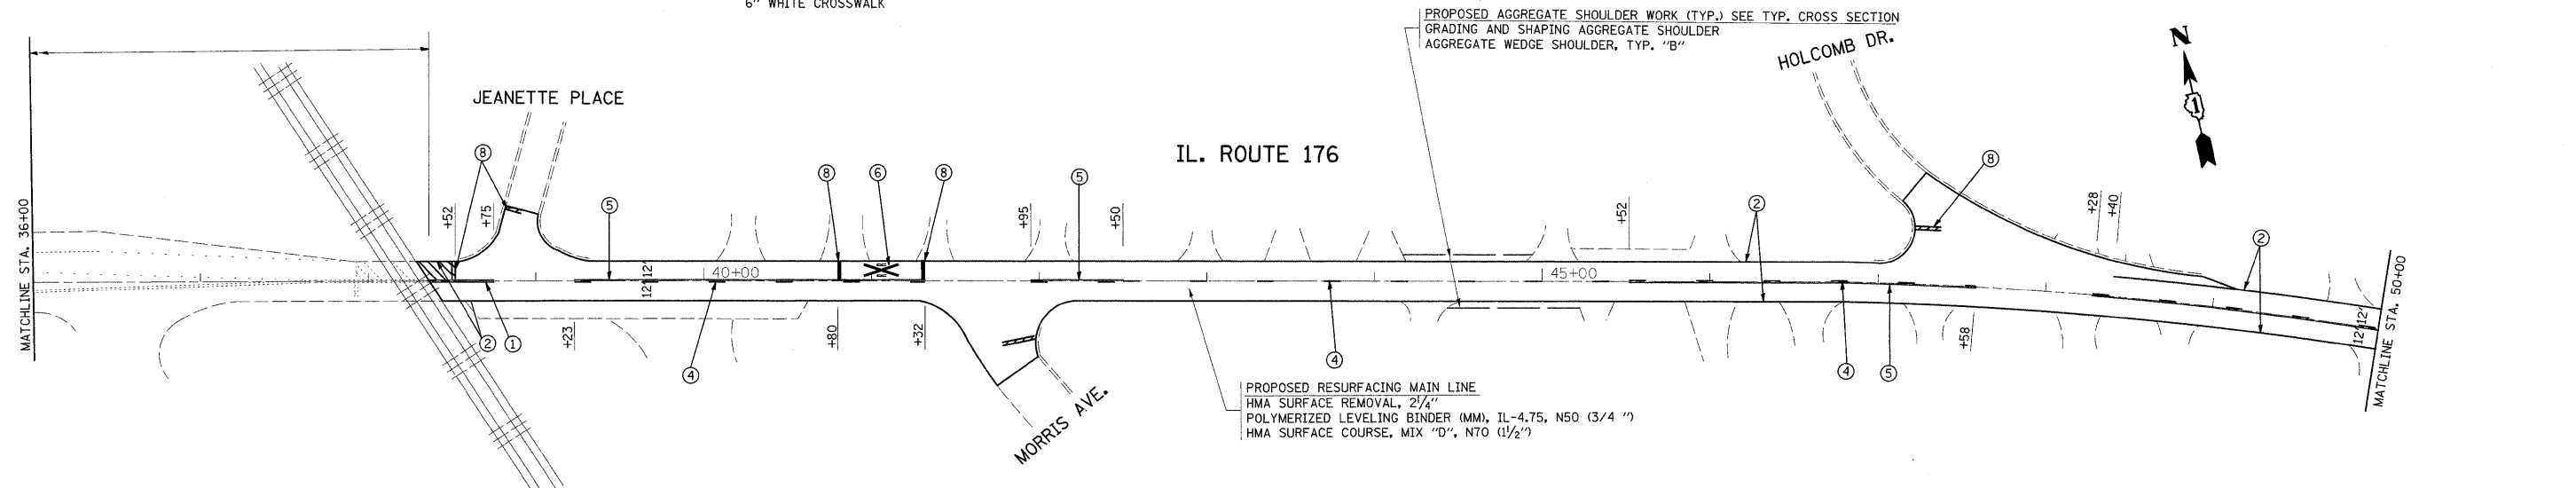 6" WHITE CROSSWALK
PROPOSED AGGREGATE SHOULDER WORK (TYP.) SEE TYP. CROSS SECTION
GRADING AND SHAPING AGGREGATE SHOULDER
AGGREGATE WEDGE SHOULDER, TYP. "B"
HOLCOMB DR.
N
1
JEANETTE PLACE
IL. ROUTE 176
8
8
6
8
5
8
5
2
2
+52
+75
+95
+50
+52
+28
+40
MATCHLINE STA. 36+00
12'
12'
40+00
45+00
12'
12'
MATCHLINE STA. 50+00
+23
+80
+32
+58
2
1
4
4
4
5
MORRIS AVE.
PROPOSED RESURFACING MAIN LINE
HMA SURFACE REMOVAL, 2 1/4"
POLYMERIZED LEVELING BINDER (MM), IL-4.75, N50 (3/4 ")
HMA SURFACE COURSE, MIX "D", N70 (1 1/2")